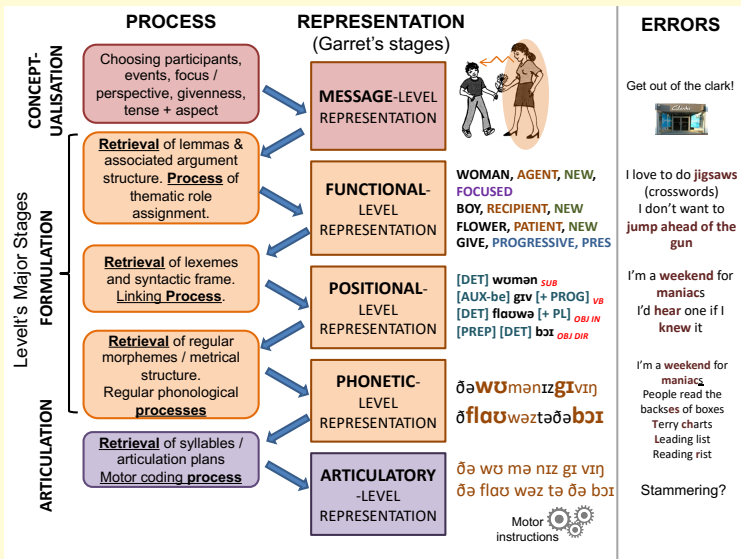 PROCESS
REPRESENTATION
(Garret's stages)
ERRORS
CONCEPT-
UALISATION
Choosing participants,
events, focus /
perspective, givenness,
tense + aspect
MESSAGE-LEVEL
REPRESENTATION
Get out of the clark!
Clarks
Levelt's Major Stages
FORMULATION
Retrieval of lemmas &
associated argument
structure. Process of
thematic role
assignment.
FUNCTIONAL-
LEVEL
REPRESENTATION
WOMAN, AGENT, NEW,
FOCUSED
BOY, RECIPIENT, NEW
FLOWER, PATIENT, NEW
GIVE, PROGRESSIVE, PRES
I love to do jigsaws
(crosswords)
I don't want to
jump ahead of the
gun
Retrieval of lexemes
and syntactic frame.
Linking Process.
POSITIONAL-
LEVEL
REPRESENTATION
[DET] wʊmən SUB
[AUX-be] gɪv [+ PROG] VB
[DET] flaʊwə [+ PL] OBJ IN
[PREP] [DET] bɔɪ OBJ DIR
I'm a weekend for
maniacs
I'd hear one if I
knew it
Retrieval of regular
morphemes / metrical
structure.
Regular phonological
processes
PHONETIC-
LEVEL
REPRESENTATION
ðəwʊmənɪzgɪvɪŋ
ðflaʊwəztəðəbɔɪ
I'm a weekend for
maniacs
People read the
backses of boxes
Terry charts
Leading list
Reading rist
ARTICULATION
Retrieval of syllables /
articulation plans
Motor coding process
ARTICULATORY
-LEVEL
REPRESENTATION
ðə wʊ mə nɪz gɪ vɪŋ
ðə flaʊ wəz tə ðə bɔɪ
Motor
instructions
Stammering?